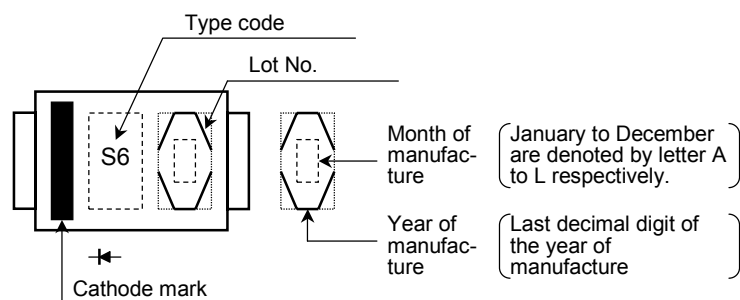 Type code
Lot No.
S6
Month of
manufac-
ture
January to December
are denoted by letter A
to L respectively.
Year of
manufac-
ture
Last decimal digit of
the year of
manufacture
Cathode mark